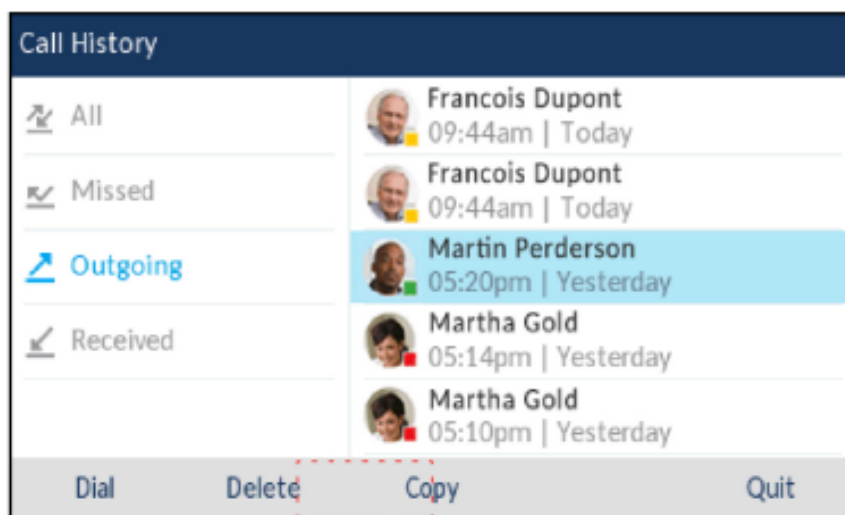 Call History
All
Missed
Outgoing
Received
Francois Dupont
09:44am | Today
Francois Dupont
09:44am | Today
Martin Perderson
05:20pm | Yesterday
Martha Gold
05:14pm | Yesterday
Martha Gold
05:10pm | Yesterday
Dial Delete Copy Quit